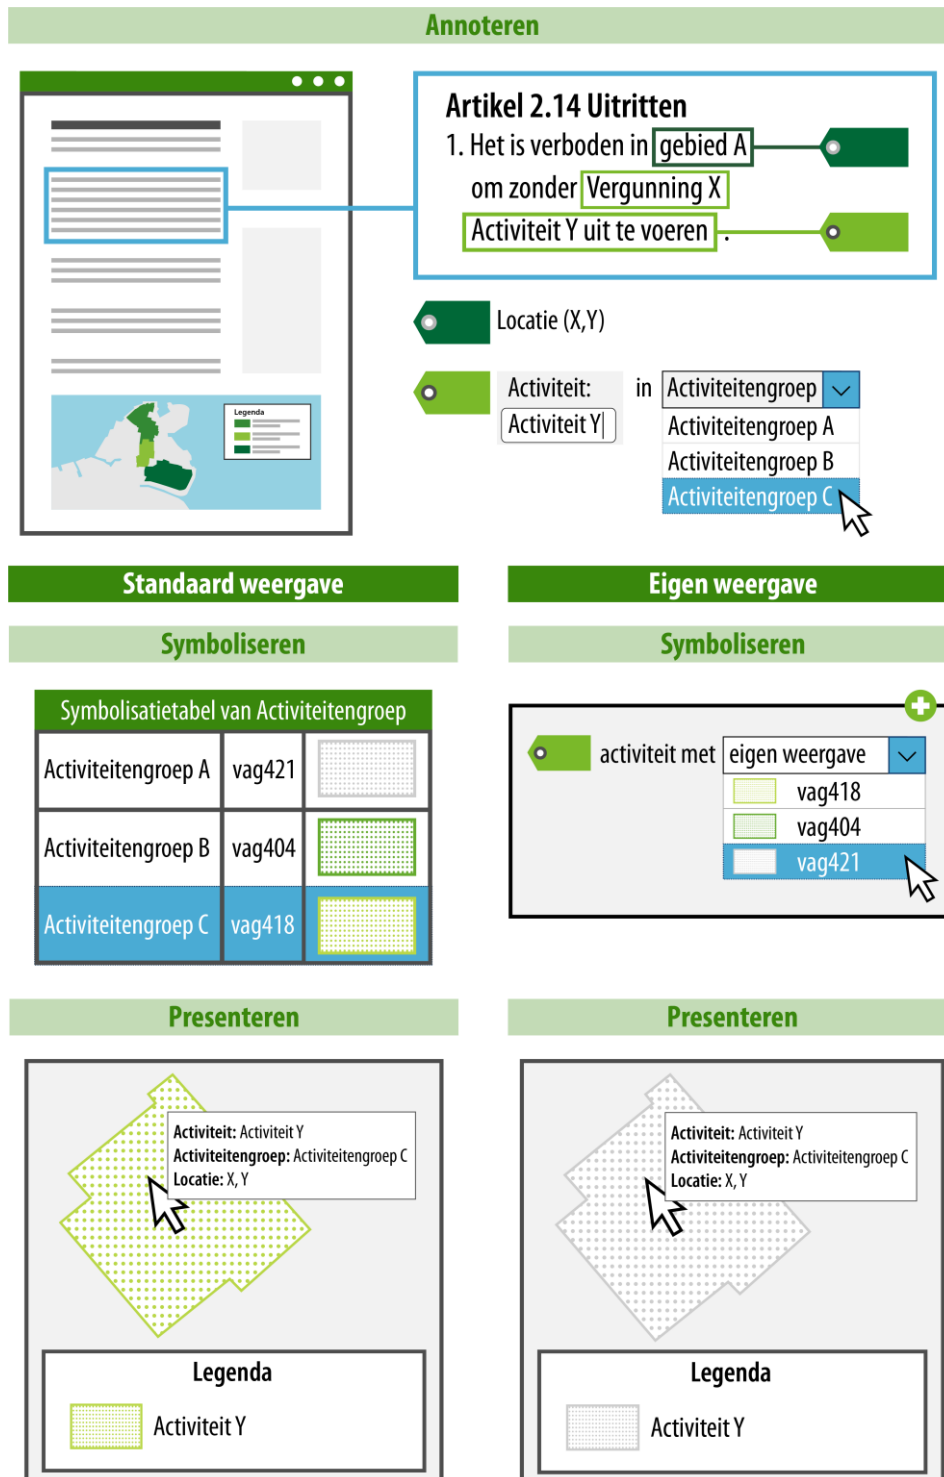 Annoteren
Artikel 2.14 Uitritten
1. Het is verboden in gebied A
om zonder Vergunning X
Activiteit Y uit te voeren .
Locatie (X,Y)
Activiteit: in Activiteitengroep
Activiteit Y
Activiteitengroep A
Activiteitengroep B
Activiteitengroep C
Legenda
Standaard weergave
Symboliseren
Symbolisatietabel van Activiteitengroep
Activiteitengroep A vag421
Activiteitengroep B vag404
Activiteitengroep C vag418
Eigen weergave
Symboliseren
activiteit met eigen weergave
vag418
vag404
vag421
Presenteren
Activiteit: Activiteit Y
Activiteitengroep: Activiteitengroep C
Locatie: X, Y
Legenda
Activiteit Y
Presenteren
Activiteit: Activiteit Y
Activiteitengroep: Activiteitengroep C
Locatie: X, Y
Legenda
Activiteit Y